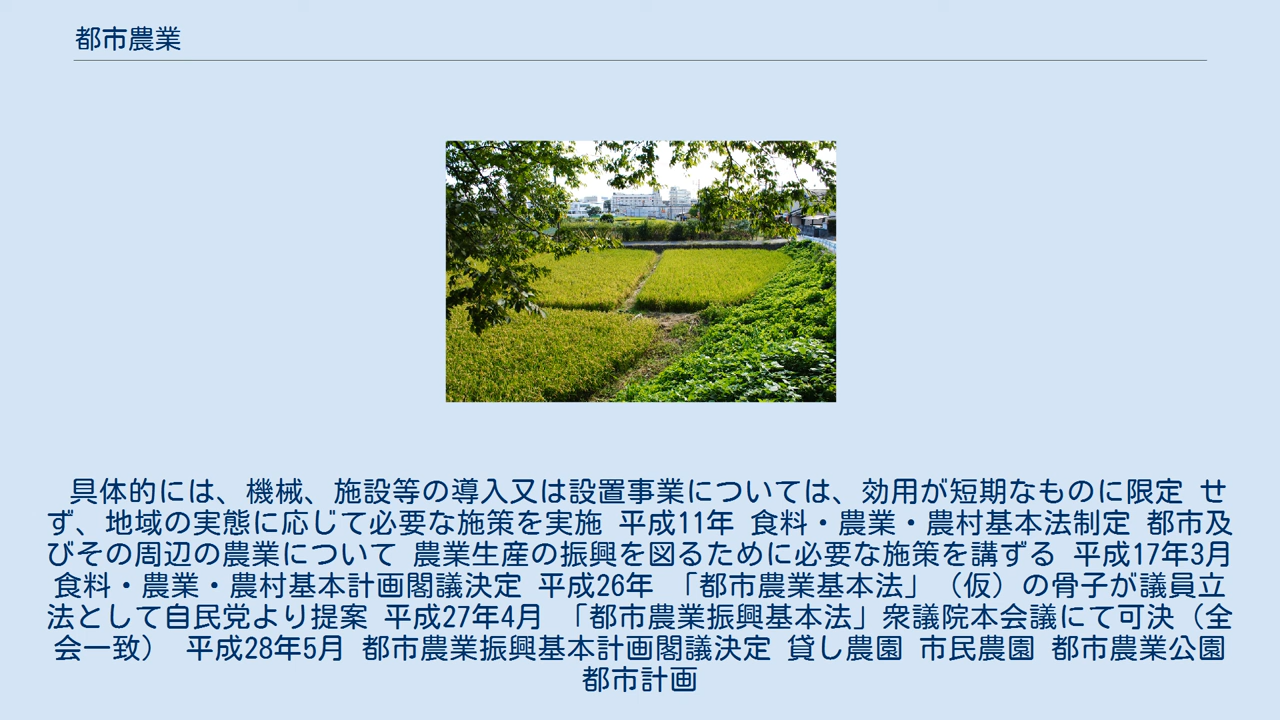 都市農業
具体的には、機械、施設等の導入又は設置事業については、効用が短期なものに限定 せ
ず、地域の実態に応じて必要な施策を実施 平成11年 食料・農業・農村基本法制定 都市及
びその周辺の農業について 農業生産の振興を図るために必要な施策を講ずる 平成17年3月
食料・農業・農村基本計画閣議決定 平成26年 「都市農業基本法」（仮）の骨子が議員立
法として自民党より提案 平成27年4月 「都市農業振興基本法」衆議院本会議にて可決（全
会一致） 平成28年5月 都市農業振興基本計画閣議決定 貸し農園 市民農園 都市農業公園
都市計画